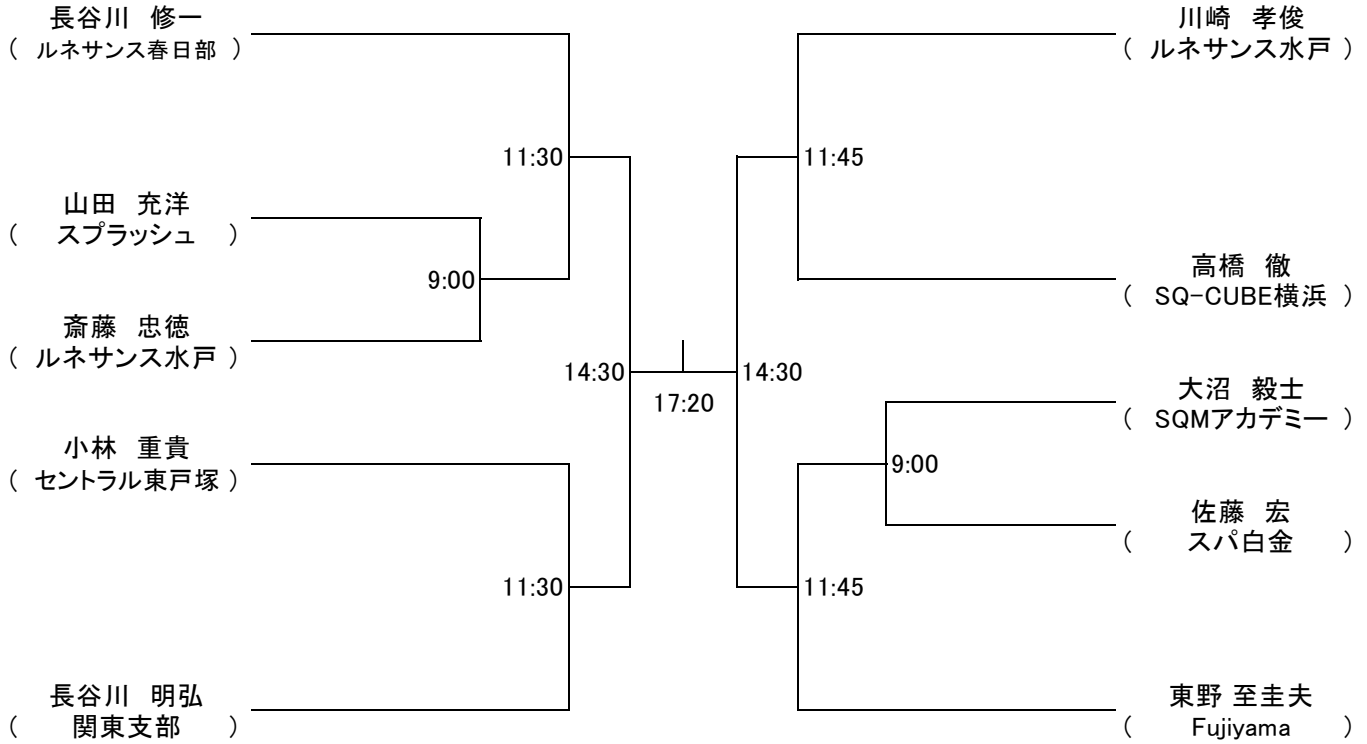 長谷川 修一
( ルネサンス春日部 )
11:30
山田 充洋
( スプラッシュ )
9:00
斎藤 忠徳
( ルネサンス水戸 )
14:30
小林 重貴
( セントラル東戸塚 )
11:30
長谷川 明弘
( 関東支部 )
17:20
川崎 孝俊
( ルネサンス水戸 )
11:45
高橋 徹
( SQ-CUBE横浜 )
14:30
大沼 毅士
( SQMアカデミー )
9:00
佐藤 宏
( スパ白金 )
11:45
東野 至圭夫
( Fujiyama )